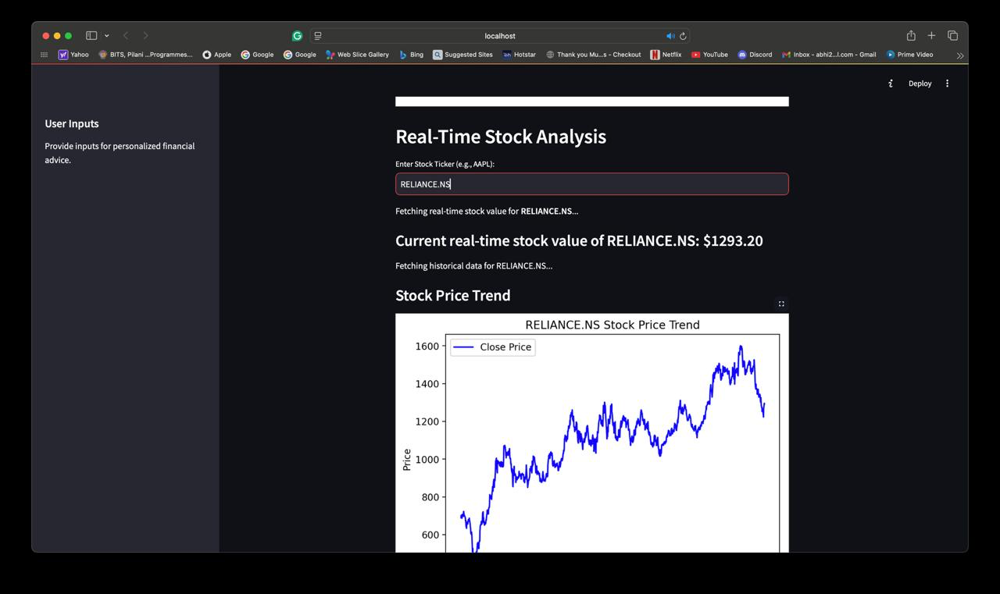 localhost
Yahoo
BITS, Pilani ...Programmes...
Apple
Google
Google
Web Slice Gallery
Bing
Suggested Sites
Hotstar
Thank you Mu...s - Checkout
Netflix
YouTube
Discord
Inbox - abhi2...l.com - Gmail
Prime Video
Deploy
User Inputs
Provide inputs for personalized financial
advice.
Real-Time Stock Analysis
Enter Stock Ticker (e.g., AAPL):
RELIANCE.NS
Fetching real-time stock value for RELIANCE.NS...
Current real-time stock value of RELIANCE.NS: $1293.20
Fetching historical data for RELIANCE.NS...
Stock Price Trend
RELIANCE.NS Stock Price Trend
Close Price
1600
1400
1200
1000
800
600
Price